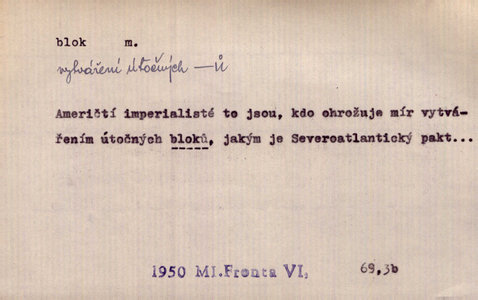 blok m.
vytváření útočných —ů
Američtí imperialisté to jsou, kdo ohrožuje mír vytvá-
řením útočných bloků, jakým je Severoatlantický pakt...
1950 Ml.Fronta VI, 69,3b